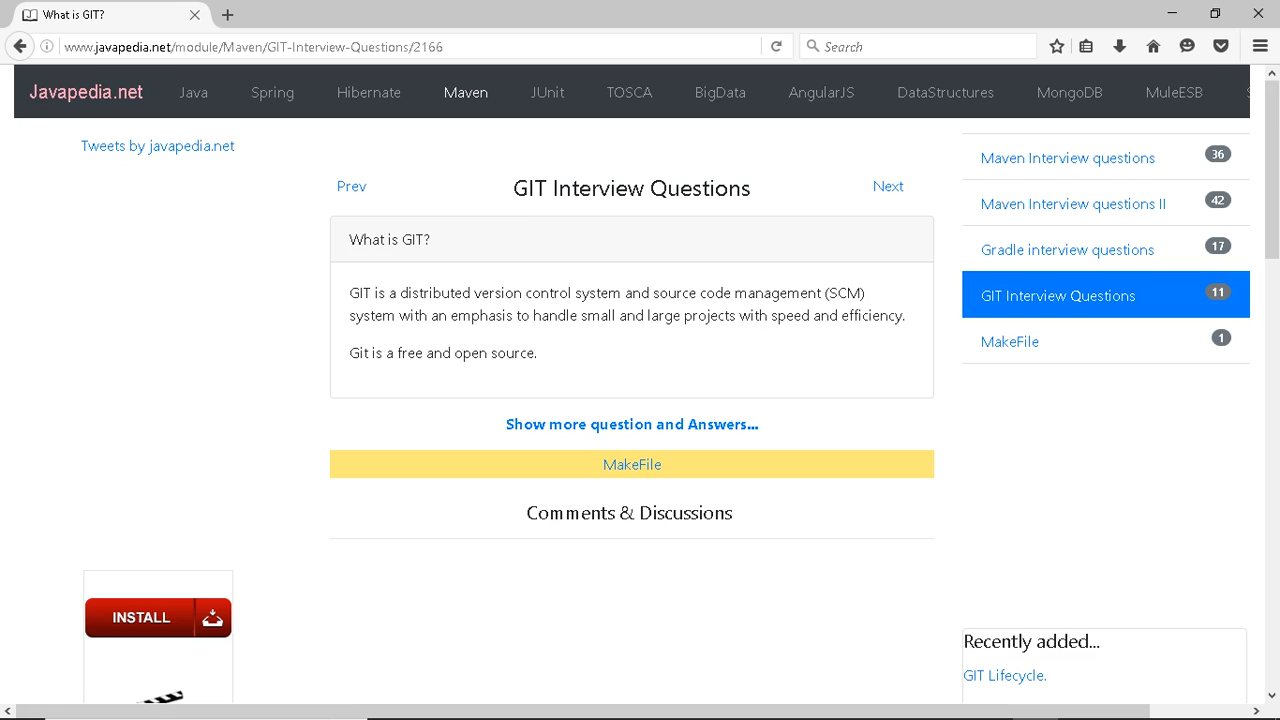 What is GIT?
www.javapedia.net/module/Maven/GIT-Interview-Questions/2166
Search
Javapedia.net Java Spring Hibernate Maven JUnit TOSCA BigData AngularJS DataStructures MongoDB MuleESB
Tweets by javapedia.net
Prev GIT Interview Questions Next
What is GIT?
GIT is a distributed version control system and source code management (SCM)
system with an emphasis to handle small and large projects with speed and efficiency.
Git is a free and open source.
Show more question and Answers...
MakeFile
Comments & Discussions
INSTALL
Maven Interview questions 36
Maven Interview questions II 42
Gradle interview questions 17
GIT Interview Questions 11
MakeFile 1
Recently added...
GIT Lifecycle.